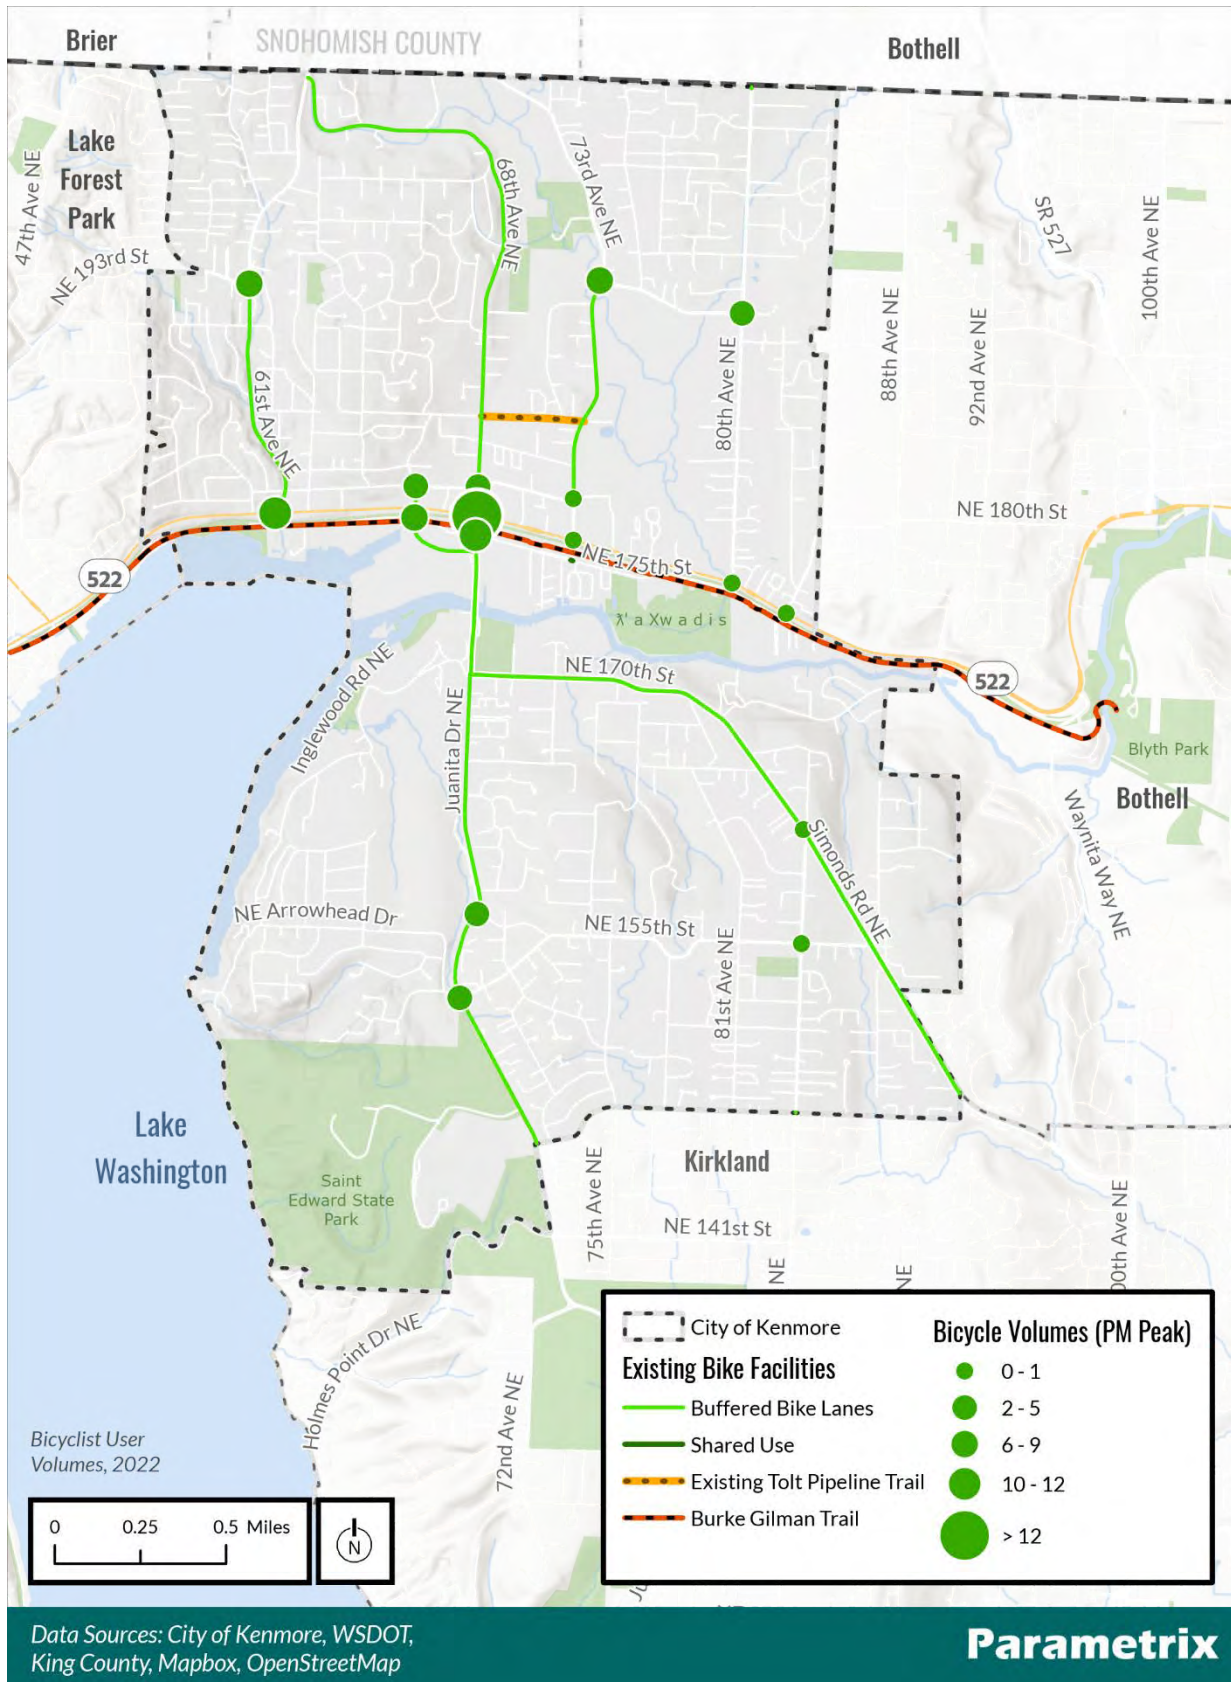 Brier
SNOHOMISH COUNTY
Bothell
Lake
Forest
Park
47th Ave NE
NE 193rd St
68th Ave NE
73rd Ave NE
SR 527
100th Ave NE
88th Ave NE
92nd Ave NE
80th Ave NE
61st Ave NE
NE 180th St
522
NE 175th St
ƛ' a Xw a d i s
NE 170th St
522
Inglewood Rd NE
Juanita Dr NE
Blyth Park
Bothell
Waynita Way NE
Simonds Rd NE
NE Arrowhead Dr
NE 155th St
81st Ave NE
Lake
Washington
Saint
Edward State
Park
Kirkland
75th Ave NE
NE 141st St
NE
NE
00th Ave NE
Holmes Point Dr NE
72nd Ave NE
City of Kenmore
Existing Bike Facilities
Buffered Bike Lanes
Shared Use
Existing Tolt Pipeline Trail
Burke Gilman Trail
Bicycle Volumes (PM Peak)
0 - 1
2 - 5
6 - 9
10 - 12
> 12
Bicyclist User
Volumes, 2022
0 0.25 0.5 Miles
N
Data Sources: City of Kenmore, WSDOT,
King County, Mapbox, OpenStreetMap
Parametrix